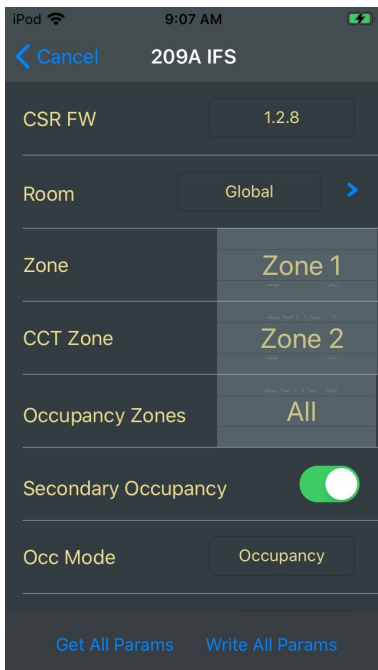 iPod 9:07 AM
Cancel 209A IFS
CSR FW 1.2.8
Room Global
Zone Zone 1
CCT Zone Zone 2
Occupancy Zones All
Secondary Occupancy
Occ Mode Occupancy
Get All Params Write All Params